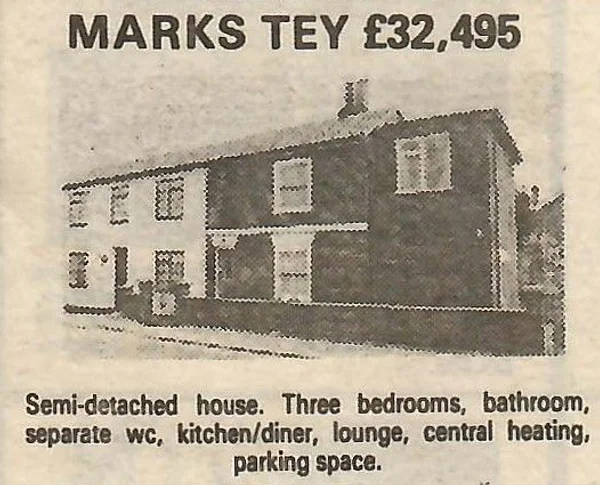 MARKS TEY £32,495
Semi-detached house. Three bedrooms, bathroom,
separate wc, kitchen/diner, lounge, central heating,
parking space.